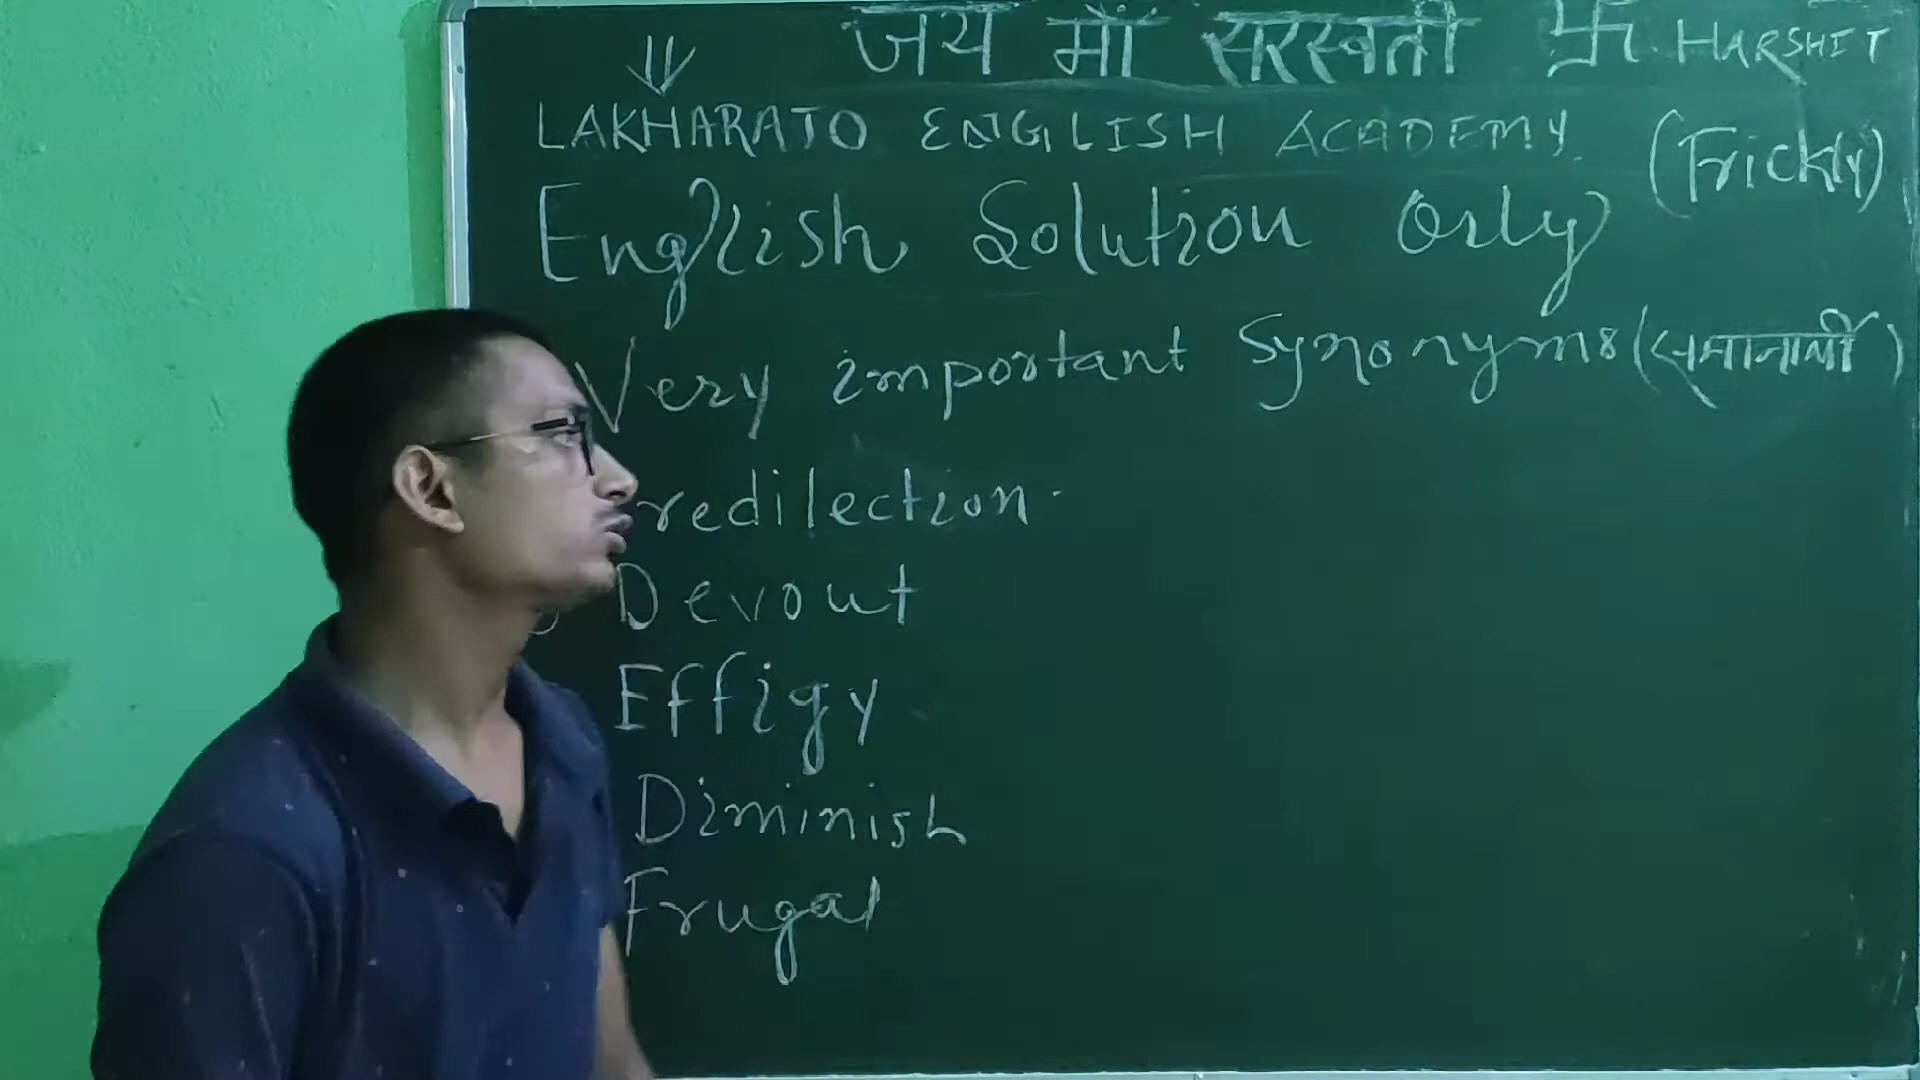 जय माँ सरस्वती 卐 HARSHIT
LAKHARATO ENGLISH ACADEMY.
(Trickly)
English Solution Only
Very important Synonyms (समानार्थी)
redilection.
Devout
Effigy
Diminish
Frugal